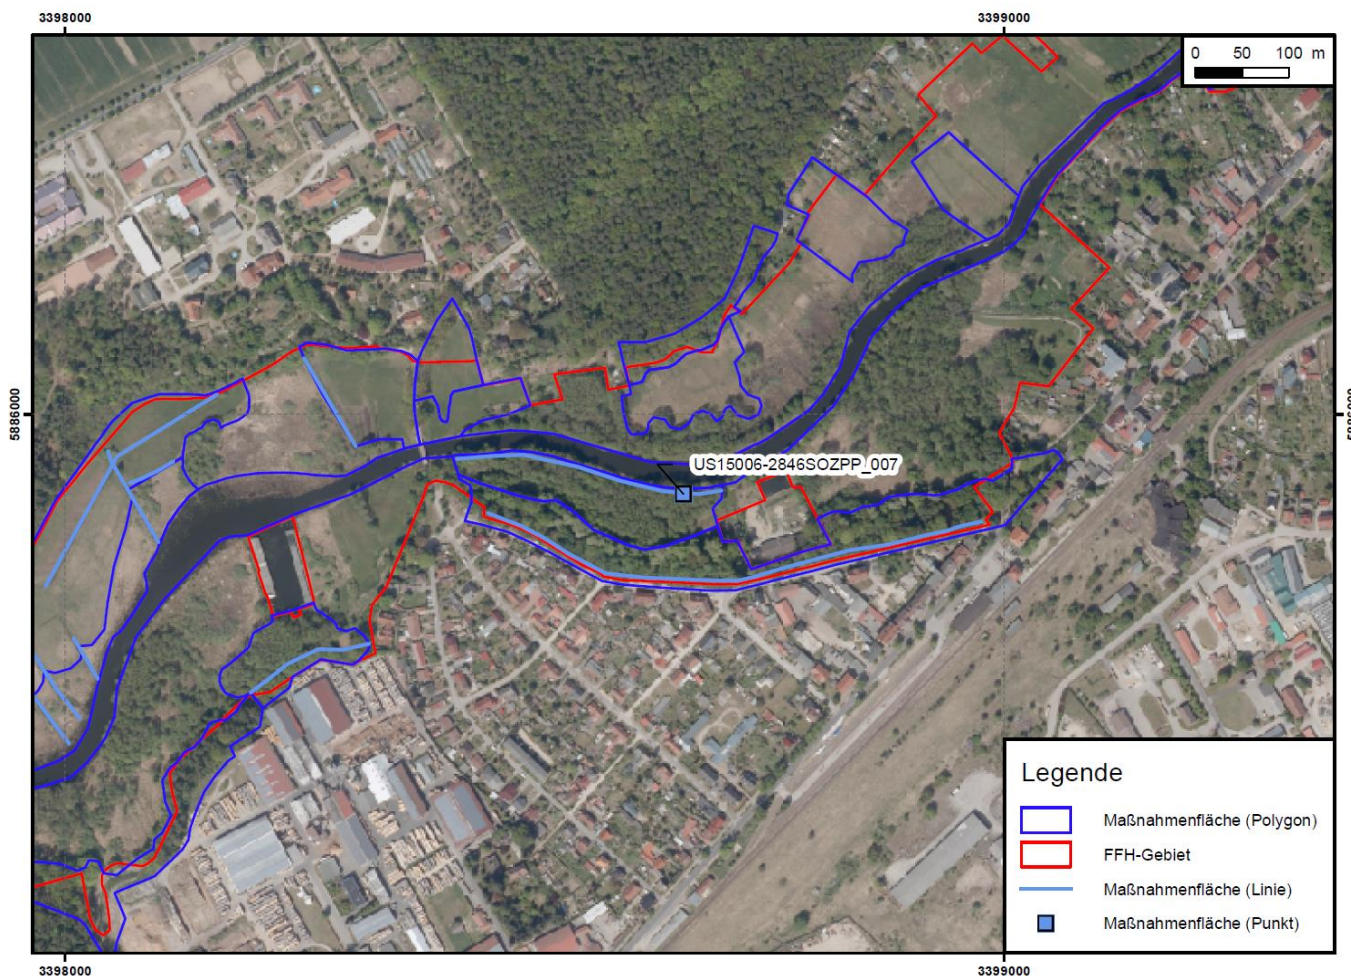 3398000 3399000
0 50 100 m
5886000 5886000
US15006-2846SOZPP_007
Legende
Maßnahmenfläche (Polygon)
FFH-Gebiet
Maßnahmenfläche (Linie)
Maßnahmenfläche (Punkt)
3398000 3399000